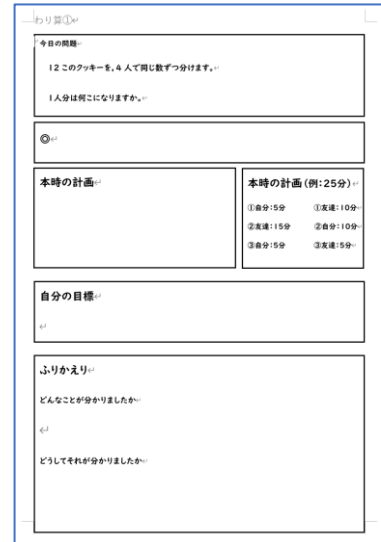 わり算①
今日の問題
12このクッキーを,4人で同じ数ずつ分けます。
1人分は何こになりますか。
◎
本時の計画
本時の計画(例:25分)
①自分:5分 ①友達:10分
②友達:15分 ②自分:10分
③自分:5分 ③友達:5分
自分の目標
ふりかえり
どんなことが分かりましたか
どうしてそれが分かりましたか